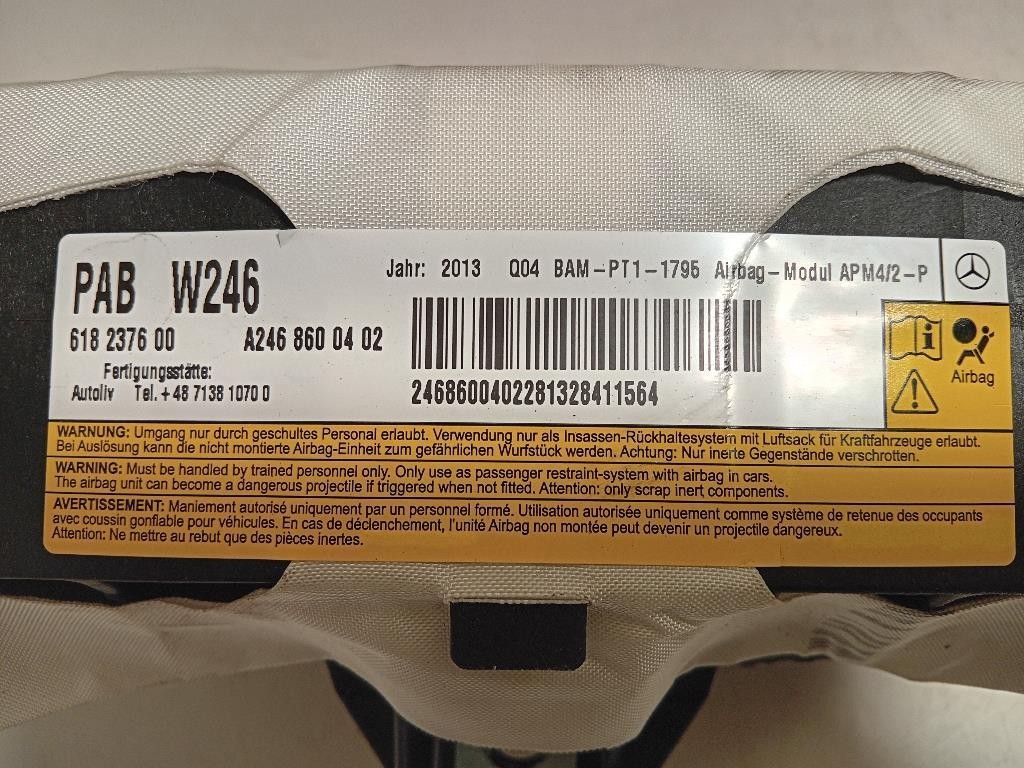 PAB W246
Jahr: 2013 Q04 BAM-PT1-1795 Airbag-Modul APM4/2-P
618 2376 00 A246 860 04 02
Fertigungsstätte:
Autoliv Tel. +48 7138 1070 0
2468600402281328411564
Airbag
WARNUNG: Umgang nur durch geschultes Personal erlaubt. Verwendung nur als Insassen-Rückhaltesystem mit Luftsack für Kraftfahrzeuge erlaubt.
Bei Auslösung kann die nicht montierte Airbag-Einheit zum gefährlichen Wurfstück werden. Achtung: Nur inerte Gegenstände verschrotten.
WARNING: Must be handled by trained personnel only. Only use as passenger restraint-system with airbag in cars.
The airbag unit can become a dangerous projectile if triggered when not fitted. Attention: only scrap inert components.
AVERTISSEMENT: Maniement autorisé uniquement par un personnel formé. Utilisation autorisée uniquement comme système de retenue des occupants
avec coussin gonflable pour véhicules. En cas de déclenchement, l'unité Airbag non montée peut devenir un projectile dangereux.
Attention: Ne mettre au rebut que des pièces inertes.